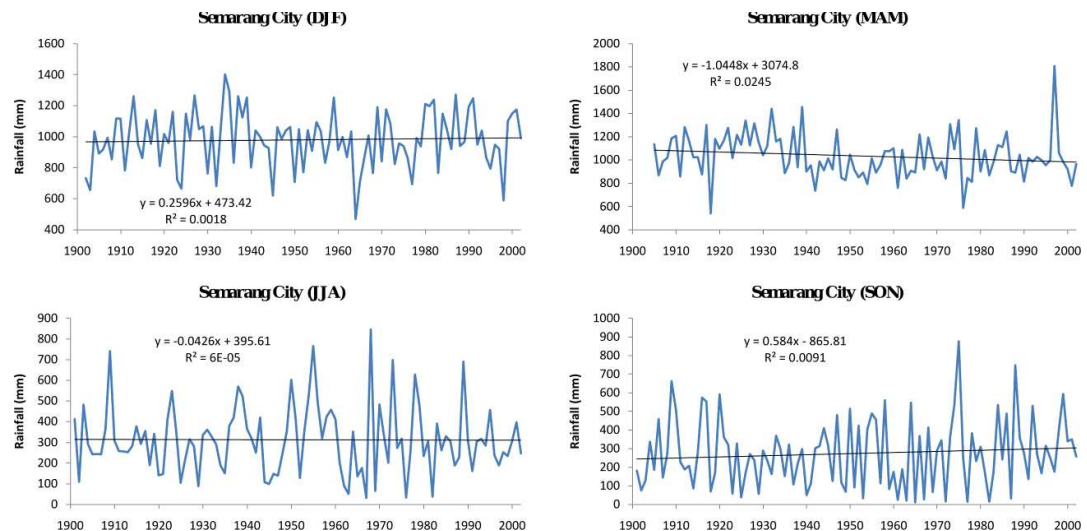 Semarang City (DJF)
Rainfall (mm)
1600
1400
1200
1000
800
600
400
y = 0.2596x + 473.42
R² = 0.0018
1900 1910 1920 1930 1940 1950 1960 1970 1980 1990 2000
Semarang City (MAM)
Rainfall (mm)
2000
1800
1600
1400
1200
1000
800
600
400
y = -1.0448x + 3074.8
R² = 0.0245
1900 1910 1920 1930 1940 1950 1960 1970 1980 1990 2000
Semarang City (JJA)
Rainfall (mm)
900
800
700
600
500
400
300
200
100
0
y = -0.0426x + 395.61
R² = 6E-05
1900 1910 1920 1930 1940 1950 1960 1970 1980 1990 2000
Semarang City (SON)
Rainfall (mm)
1000
900
800
700
600
500
400
300
200
100
0
y = 0.584x - 865.81
R² = 0.0091
1900 1910 1920 1930 1940 1950 1960 1970 1980 1990 2000